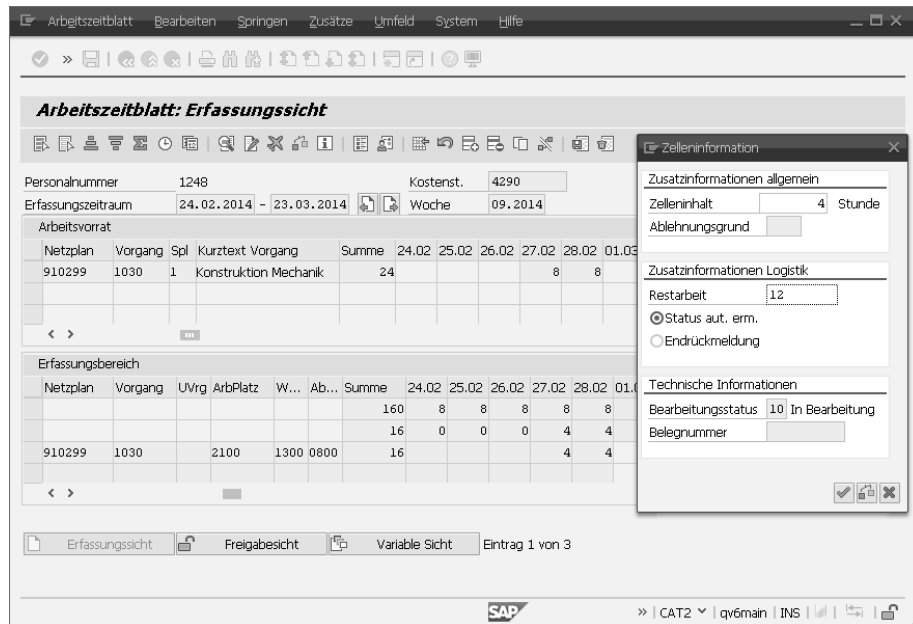 Arbeitszeitblatt Bearbeiten Springen Zusätze Umfeld System Hilfe
Arbeitzeitblatt: Erfassungssicht
Personalnummer 1248 Kostenst. 4290
Erfassungszeitraum 24.02.2014 - 23.03.2014 Woche 09.2014
Arbeitsvorrat
Netzplan Vorgang Spl Kurztext Vorgang Summe 24.02 25.02 26.02 27.02 28.02 01.03
910299 1030 1 Konstruktion Mechanik 24 8 8
Erfassungsbereich
Netzplan Vorgang UVrg ArbPlatz W... Ab... Summe 24.02 25.02 26.02 27.02 28.02 01.0
160 8 8 8 8 8
16 0 0 0 4 4
910299 1030 2100 1300 0800 16 4 4
Erfassungssicht Freigabesicht Variable Sicht Eintrag 1 von 3
Zelleninformation
Zusatzinformationen allgemein
Zelleninhalt 4 Stunde
Ablehnungsgrund
Zusatzinformationen Logistik
Restarbeit 12
Status aut. erm.
Endrückmeldung
Technische Informationen
Bearbeitungsstatus 10 In Bearbeitung
Belegnummer
SAP » | CAT2 | qv6main | INS